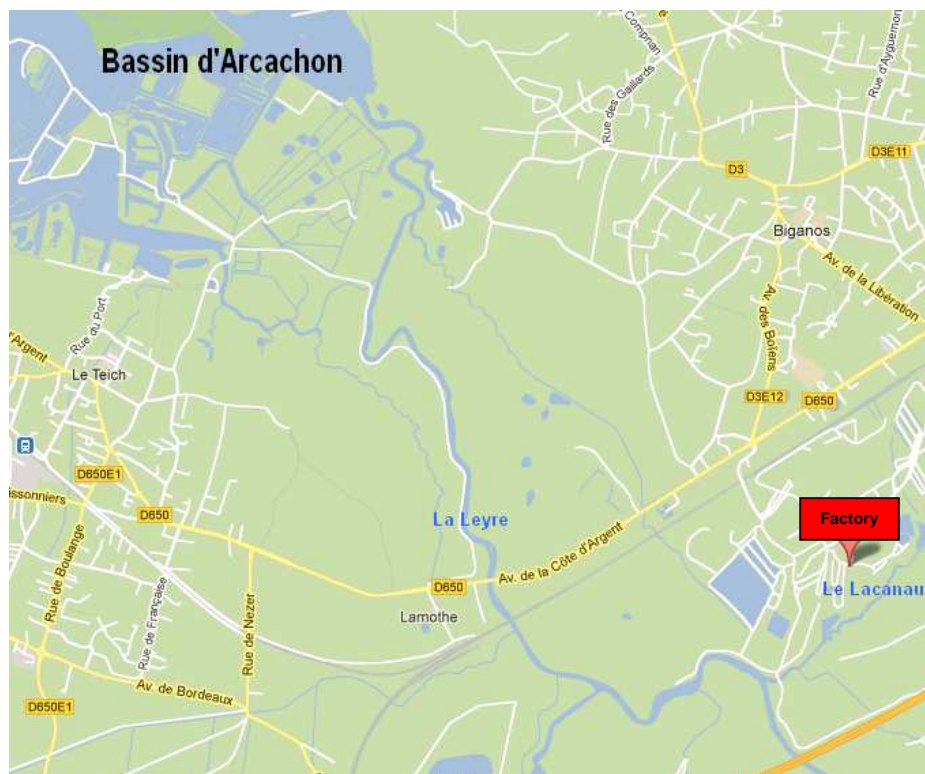 Bassin d'Arcachon
Comprian
Rue des Gaillards
Rue d'Ayguemon
D3E11
D3
Biganos
Av. de la Libération
Av. des Boïens
Rue du Port
r'Argent
Le Teich
D3E12
D650
D650E1
issonniers
D650
La Leyre
Factory
Av. de la Côte d'Argent
Rue de Boulange
Rue de Française
D650
Le Lacanau
Lamothe
Rue de Nezer
Av. de Bordeaux
D650E1